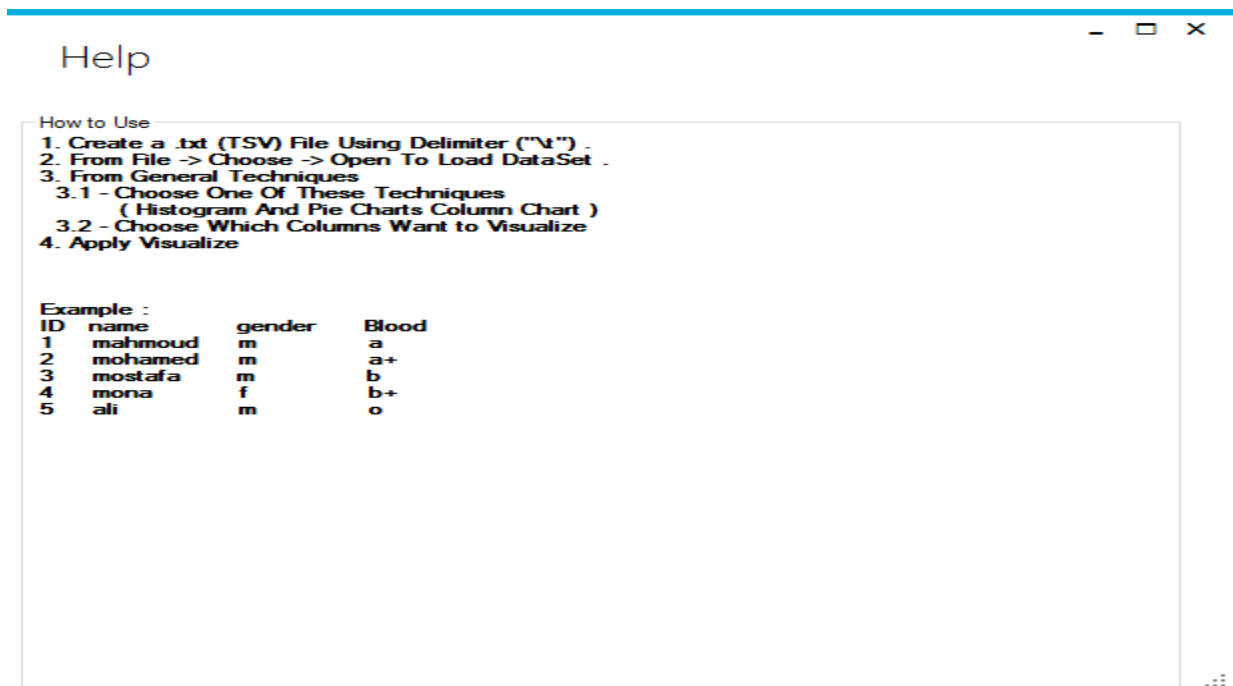 Help
How to Use
1. Create a .txt (TSV) File Using Delimiter ("\t") .
2. From File -> Choose -> Open To Load DataSet .
3. From General Techniques
3.1 - Choose One Of These Techniques
( Histogram And Pie Charts Column Chart )
3.2 - Choose Which Columns Want to Visualize
4. Apply Visualize
Example :
ID name gender Blood
1 mahmoud m a
2 mohamed m a+
3 mostafa m b
4 mona f b+
5 ali m o